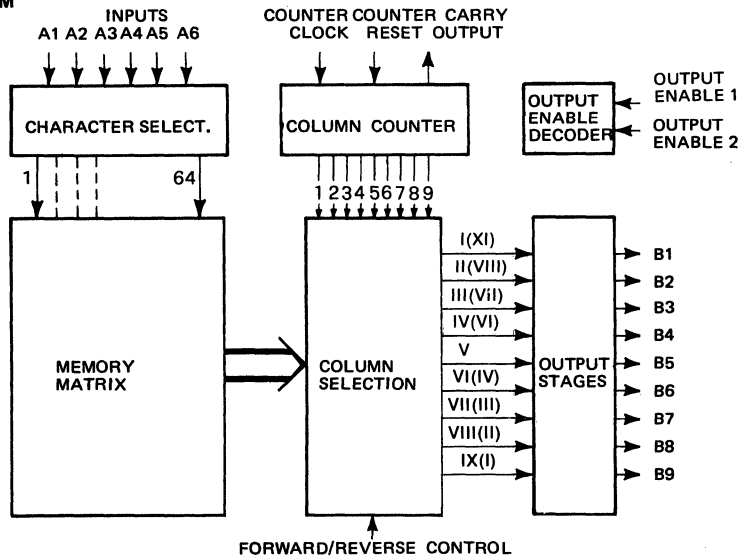 M
INPUTS
A1 A2 A3 A4 A5 A6
COUNTER COUNTER CARRY
CLOCK RESET OUTPUT
CHARACTER SELECT.
COLUMN COUNTER
OUTPUT
ENABLE
DECODER
OUTPUT
ENABLE 1
OUTPUT
ENABLE 2
1 64
1 2 3 4 5 6 7 8 9
MEMORY
MATRIX
COLUMN
SELECTION
I(XI)
II(VIII)
III(ViI)
IV(VI)
V
VI(IV)
VII(III)
VIII(II)
IX(I)
OUTPUT
STAGES
B1
B2
B3
B4
B5
B6
B7
B8
B9
FORWARD/REVERSE CONTROL